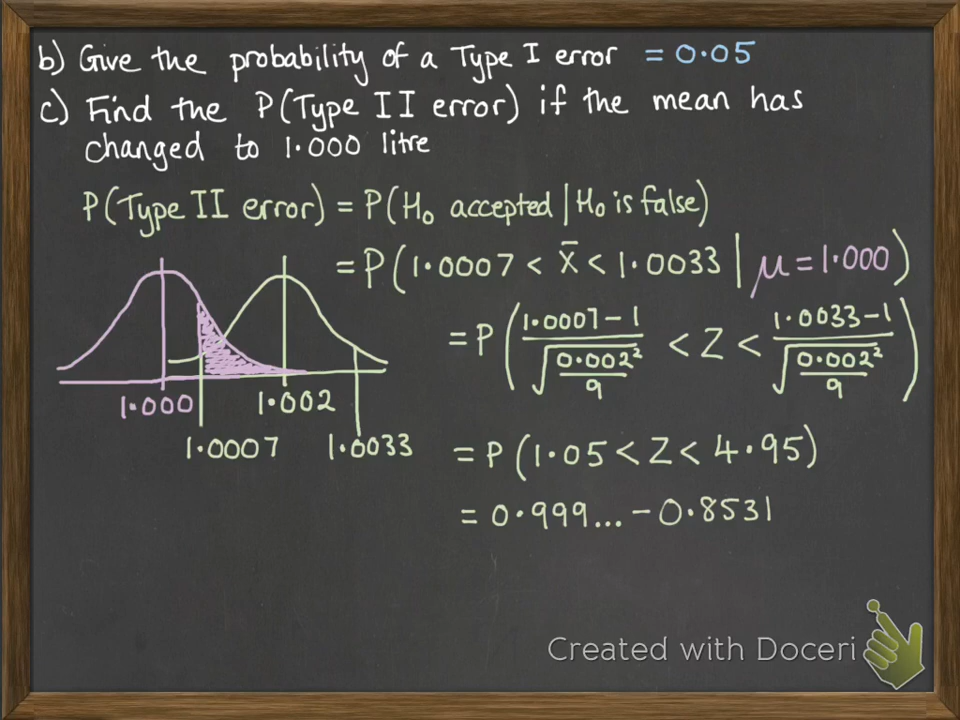 b) Give the probability of a Type I error = 0.05
c) Find the P(Type II error) if the mean has
changed to 1.000 litre
P(Type II error) = P(H₀ accepted | H₀ is false)
= P(1.0007 < x̄ < 1.0033 | μ = 1.000)
= P( (1.0007-1)/√(0.002²/9) < Z < (1.0033-1)/√(0.002²/9) )
1.000 1.002
1.0007 1.0033
= P(1.05 < Z < 4.95)
= 0.999... - 0.8531
Created with Doceri